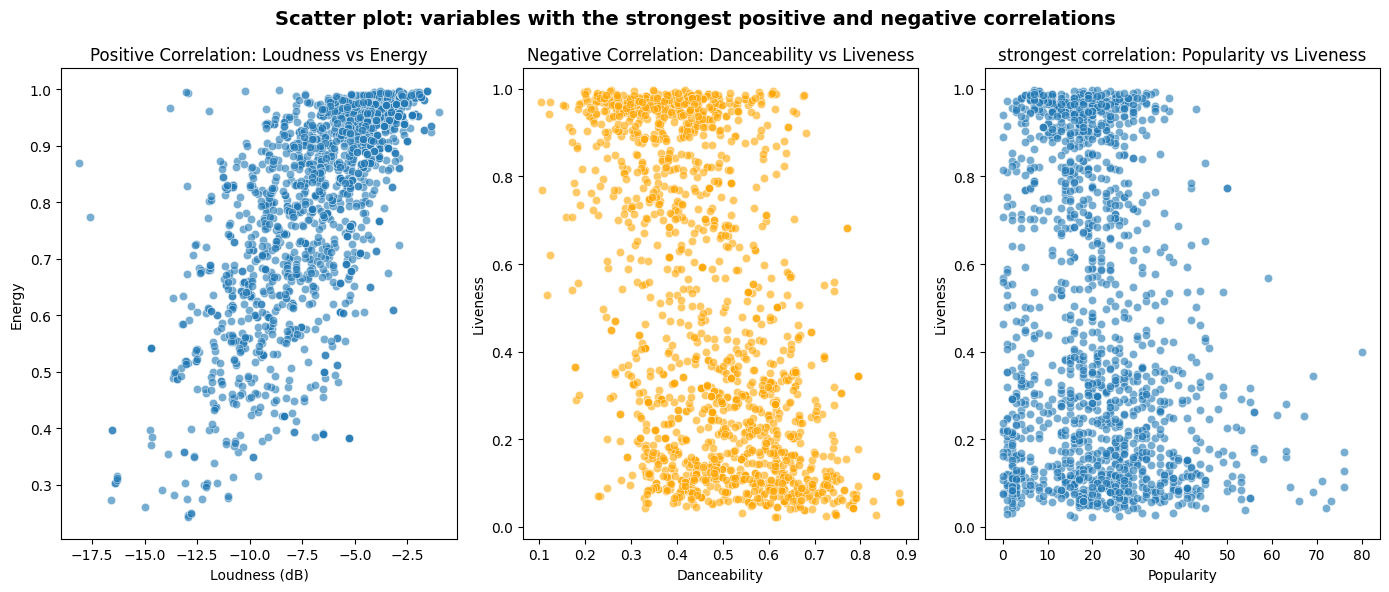 Scatter plot: variables with the strongest positive and negative correlations
Positive Correlation: Loudness vs Energy
Energy
1.0
0.9
0.8
0.7
0.6
0.5
0.4
0.3
−17.5 −15.0 −12.5 −10.0 −7.5 −5.0 −2.5
Loudness (dB)
Negative Correlation: Danceability vs Liveness
Liveness
1.0
0.8
0.6
0.4
0.2
0.0
0.1 0.2 0.3 0.4 0.5 0.6 0.7 0.8 0.9
Danceability
strongest correlation: Popularity vs Liveness
Liveness
1.0
0.8
0.6
0.4
0.2
0.0
0 10 20 30 40 50 60 70 80
Popularity